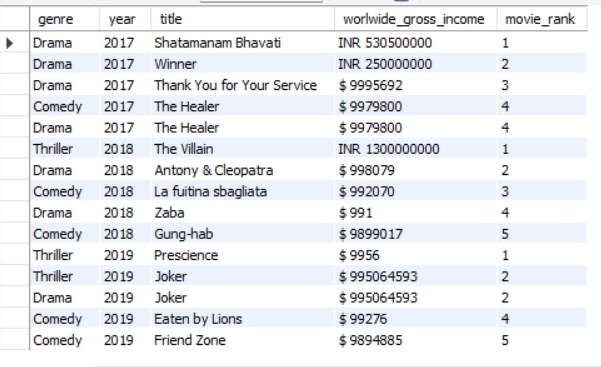 genre year title worlwide_gross_income movie_rank
Drama 2017 Shatamanam Bhavati INR 530500000 1
Drama 2017 Winner INR 250000000 2
Drama 2017 Thank You for Your Service $ 9995692 3
Comedy 2017 The Healer $ 9979800 4
Drama 2017 The Healer $ 9979800 4
Thriller 2018 The Villain INR 1300000000 1
Drama 2018 Antony & Cleopatra $ 998079 2
Comedy 2018 La fuitina sbagliata $ 992070 3
Drama 2018 Zaba $ 991 4
Comedy 2018 Gung-hab $ 9899017 5
Thriller 2019 Prescience $ 9956 1
Thriller 2019 Joker $ 995064593 2
Drama 2019 Joker $ 995064593 2
Comedy 2019 Eaten by Lions $ 99276 4
Comedy 2019 Friend Zone $ 9894885 5